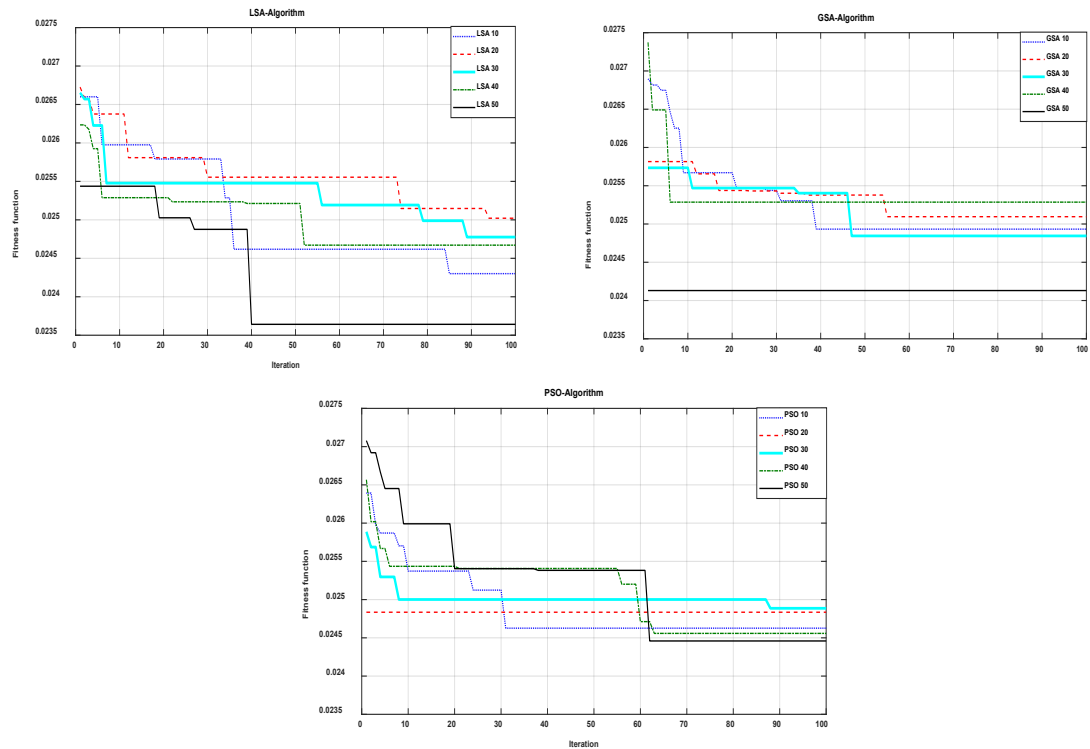 LSA-Algorithm
Fitness function
0.0275
0.027
0.0265
0.026
0.0255
0.025
0.0245
0.024
0.0235
0 10 20 30 40 50 60 70 80 90 100
Iteration
LSA 10
LSA 20
LSA 30
LSA 40
LSA 50
GSA-Algorithm
Fitness function
0.0275
0.027
0.0265
0.026
0.0255
0.025
0.0245
0.024
0.0235
0 10 20 30 40 50 60 70 80 90 100
Iteration
GSA 10
GSA 20
GSA 30
GSA 40
GSA 50
PSO-Algorithm
Fitness function
0.0275
0.027
0.0265
0.026
0.0255
0.025
0.0245
0.024
0.0235
0 10 20 30 40 50 60 70 80 90 100
Iteration
PSO 10
PSO 20
PSO 30
PSO 40
PSO 50